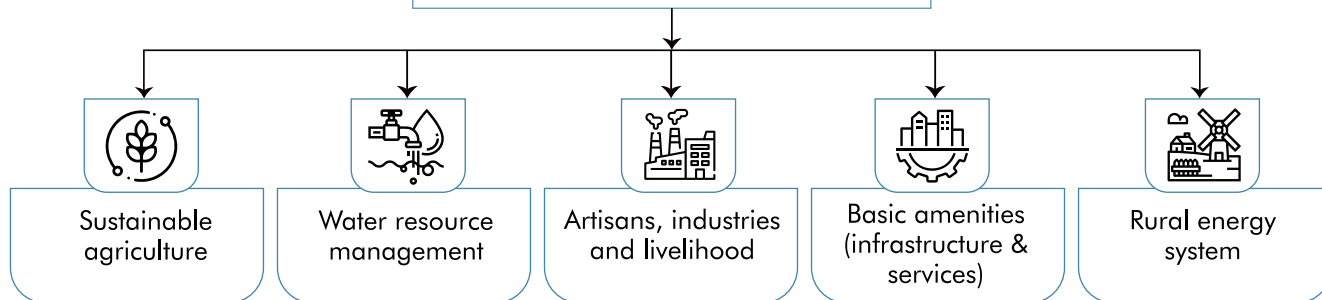 Sustainable
agriculture
Water resource
management
Artisans, industries
and livelihood
Basic amenities
(infrastructure &
services)
Rural energy
system